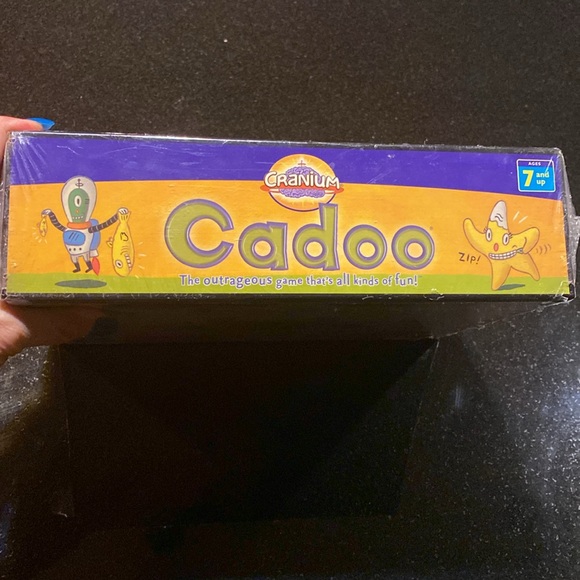 CRANIUM
AGES
7 and up
Cadoo
ZIP!
The outrageous game that's all kinds of fun!